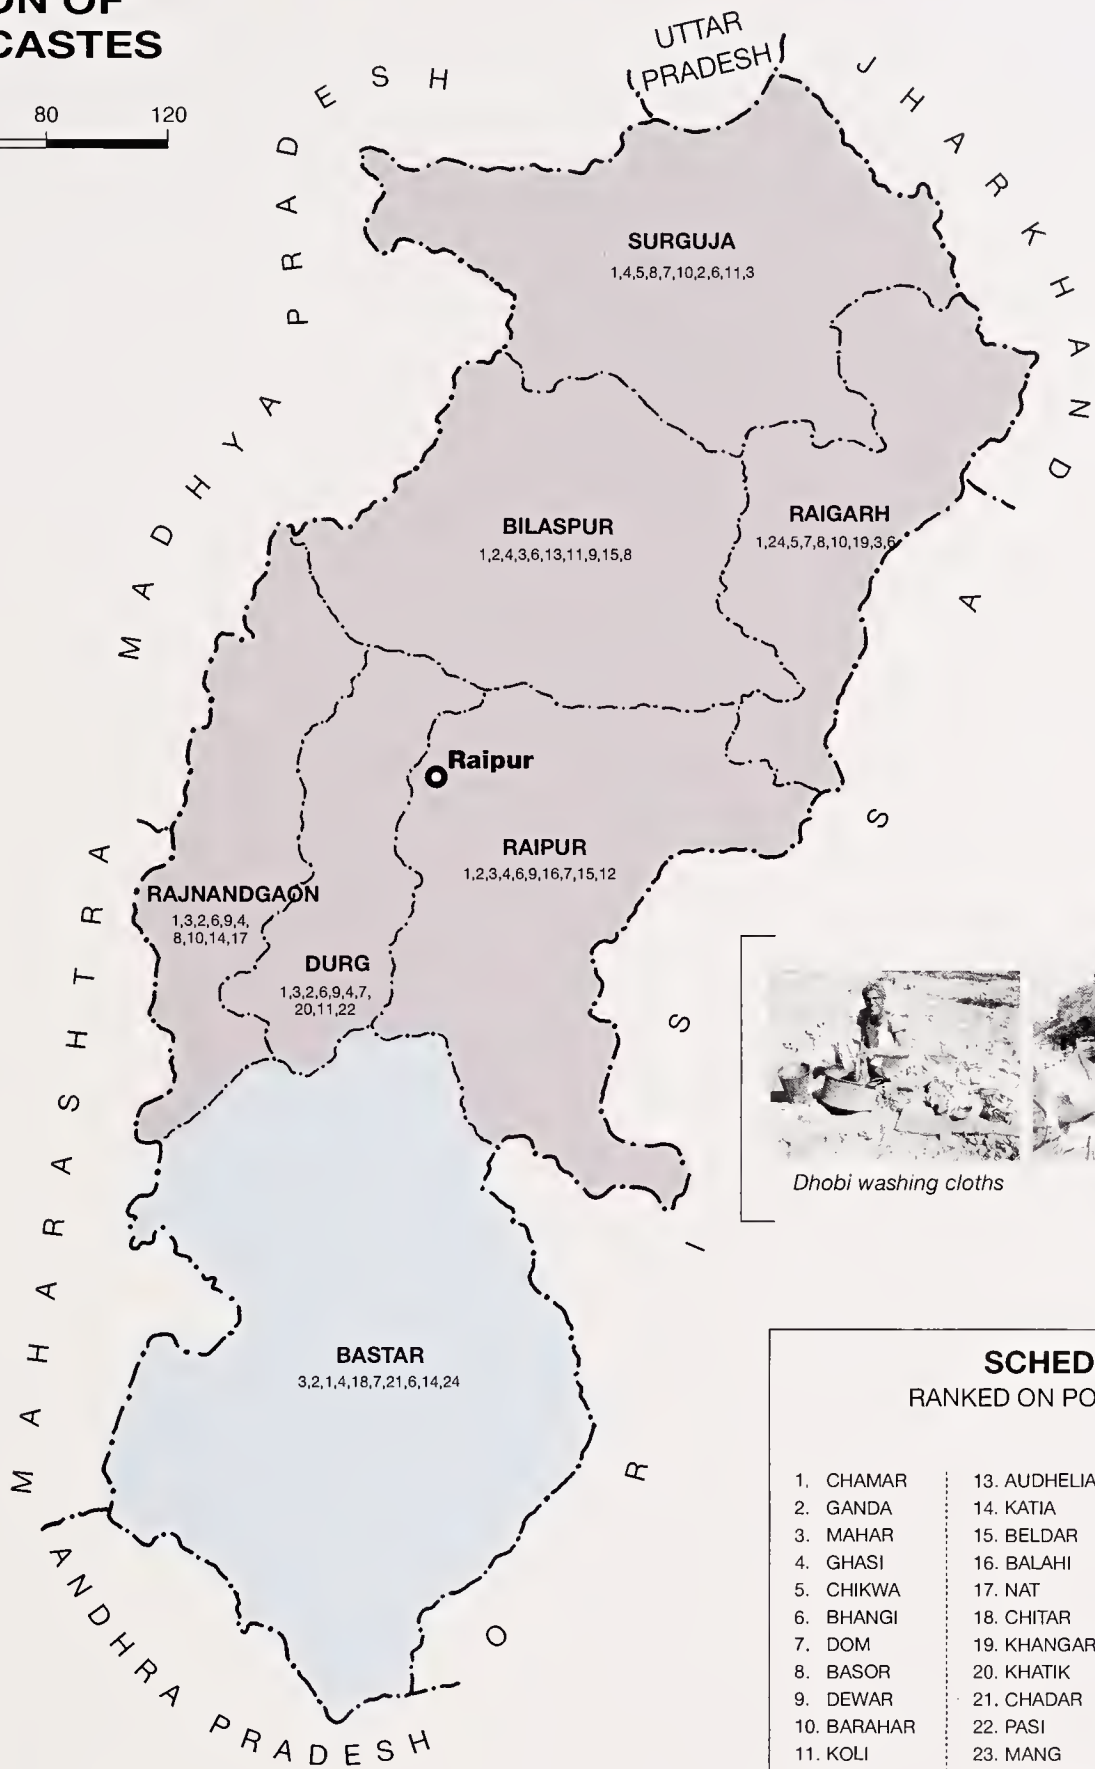 ON OF
CASTES
80 120
UTTAR
PRADESH
JHARKHAND
MADHYA PRADESH
SURGUJA
1,4,5,8,7,10,2,6,11,3
BILASPUR
1,2,4,3,6,13,11,9,15,8
RAIGARH
1,24,5,7,8,10,19,3,6
Raipur
RAIPUR
1,2,3,4,6,9,16,7,15,12
RAJNANDGAON
1,3,2,6,9,4,
8,10,14,17
DURG
1,3,2,6,9,4,7,
20,11,22
MAHARASHTRA
ORISSA
Dhobi washing cloths
BASTAR
3,2,1,4,18,7,21,6,14,24
ANDHRA PRADESH
SCHED
RANKED ON PO
1. CHAMAR
2. GANDA
3. MAHAR
4. GHASI
5. CHIKWA
6. BHANGI
7. DOM
8. BASOR
9. DEWAR
10. BARAHAR
11. KOLI
13. AUDHELIA
14. KATIA
15. BELDAR
16. BALAHI
17. NAT
18. CHITAR
19. KHANGAR
20. KHATIK
21. CHADAR
22. PASI
23. MANG